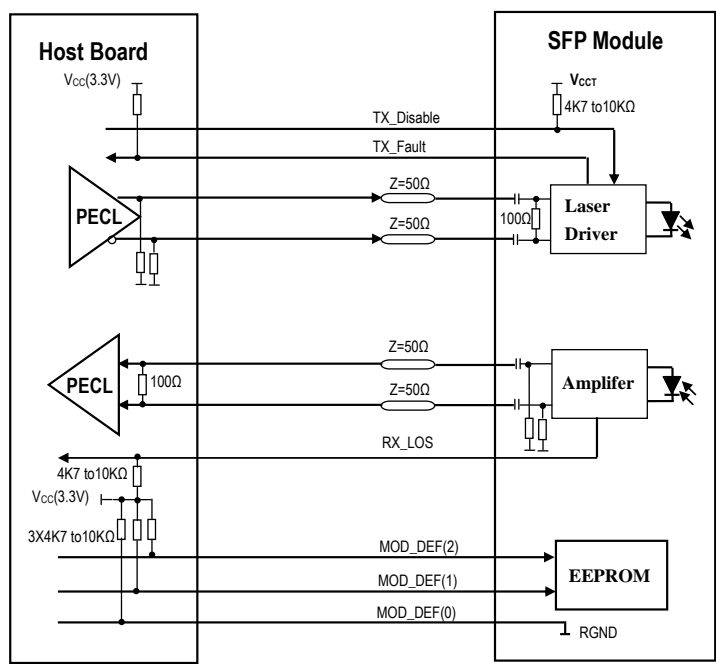 Host Board
SFP Module
Vcc(3.3V)
VCCT
4K7 to10KΩ
TX_Disable
TX_Fault
Z=50Ω
PECL
100Ω
Laser
Driver
Z=50Ω
Z=50Ω
PECL
100Ω
Amplifer
Z=50Ω
RX_LOS
4K7 to10KΩ
Vcc(3.3V)
3X4K7 to10KΩ
MOD_DEF(2)
EEPROM
MOD_DEF(1)
MOD_DEF(0)
RGND